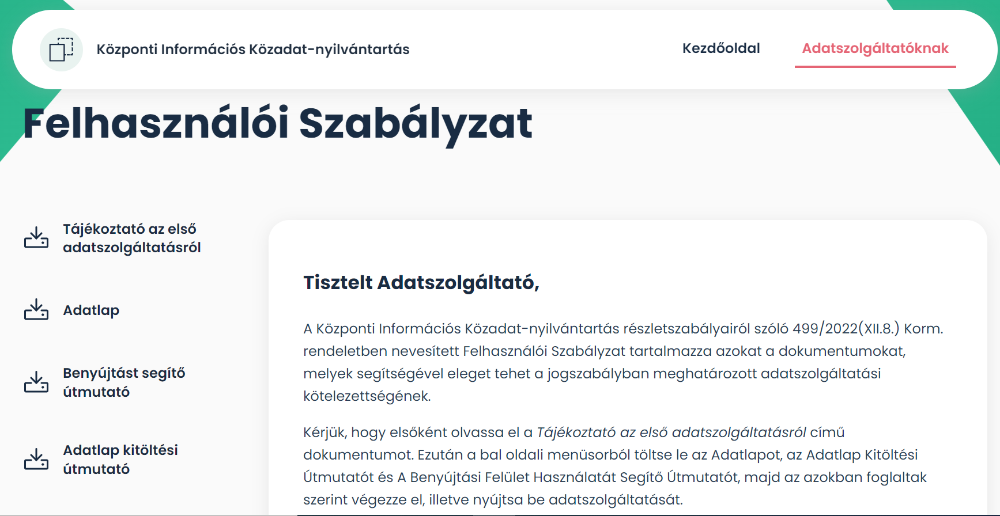 Központi Információs Közadat-nyilvántartás
Kezdőoldal
Adatszolgáltatóknak
Felhasználói Szabályzat
Tájékoztató az első
adatszolgáltatásról
Adatlap
Benyújtást segítő
útmutató
Adatlap kitöltési
útmutató
Tisztelt Adatszolgáltató,
A Központi Információs Közadat-nyilvántartás részletszabályairól szóló 499/2022(XII.8.) Korm.
rendeletben nevesített Felhasználói Szabályzat tartalmazza azokat a dokumentumokat,
melyek segítségével eleget tehet a jogszabályban meghatározott adatszolgáltatási
kötelezettségének.
Kérjük, hogy elsőként olvassa el a Tájékoztató az első adatszolgáltatásról című
dokumentumot. Ezután a bal oldali menüsorból töltse le az Adatlapot, az Adatlap Kitöltési
Útmutatót és A Benyújtási Felület Használatát Segítő Útmutatót, majd az azokban foglaltak
szerint végezze el, illetve nyújtsa be adatszolgáltatását.